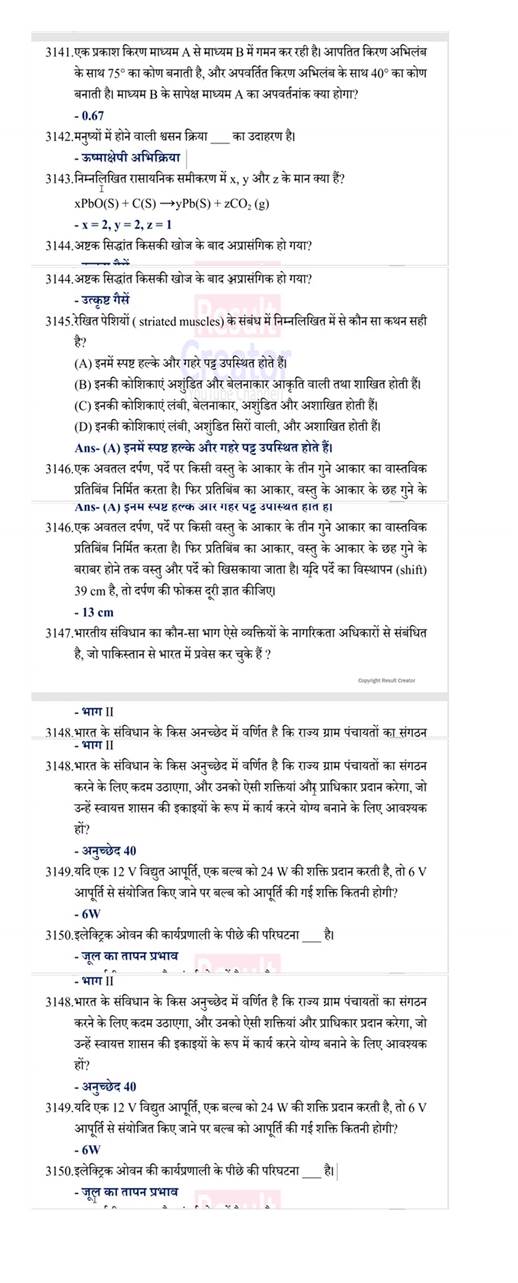 3141.एक प्रकाश किरण माध्यम A से माध्यम B में गमन कर रही है। आपतित किरण अभिलंब
के साथ 75° का कोण बनाती है, और अपवर्तित किरण अभिलंब के साथ 40° का कोण
बनाती है। माध्यम B के सापेक्ष माध्यम A का अपवर्तनांक क्या होगा?
- 0.67
3142.मनुष्यों में होने वाली श्वसन क्रिया ____ का उदाहरण है।
- ऊष्माक्षेपी अभिक्रिया
3143.निम्नलिखित रासायनिक समीकरण में x, y और z के मान क्या हैं?
xPbO(S) + C(S) →yPb(S) + zCO₂ (g)
- x = 2, y = 2, z = 1
3144.अष्टक सिद्धांत किसकी खोज के बाद अप्रासंगिक हो गया?
3144.अष्टक सिद्धांत किसकी खोज के बाद अप्रासंगिक हो गया?
- उत्कृष्ट गैसें
3145.रेखित पेशियों ( striated muscles) के संबंध में निम्नलिखित में से कौन सा कथन सही
है?
(A) इनमें स्पष्ट हल्के और गहरे पट्ट उपस्थित होते हैं।
(B) इनकी कोशिकाएं अशुंडित और बेलनाकार आकृति वाली तथा शाखित होती हैं।
(C) इनकी कोशिकाएं लंबी, बेलनाकार, अशुंडित और अशाखित होती हैं।
(D) इनकी कोशिकाएं लंबी, अशुंडित सिरों वाली, और अशाखित होती हैं।
Ans- (A) इनमें स्पष्ट हल्के और गहरे पट्ट उपस्थित होते हैं।
3146.एक अवतल दर्पण, पर्दे पर किसी वस्तु के आकार के तीन गुने आकार का वास्तविक
प्रतिबिंब निर्मित करता है। फिर प्रतिबिंब का आकार, वस्तु के आकार के छह गुने के
Ans- (A) इनमें स्पष्ट हल्के और गहरे पट्ट उपस्थित होते हैं।
3146.एक अवतल दर्पण, पर्दे पर किसी वस्तु के आकार के तीन गुने आकार का वास्तविक
प्रतिबिंब निर्मित करता है। फिर प्रतिबिंब का आकार, वस्तु के आकार के छह गुने के
बराबर होने तक वस्तु और पर्दे को खिसकाया जाता है। यदि पर्दे का विस्थापन (shift)
39 cm है, तो दर्पण की फोकस दूरी ज्ञात कीजिए।
- 13 cm
3147.भारतीय संविधान का कौन-सा भाग ऐसे व्यक्तियों के नागरिकता अधिकारों से संबंधित
है, जो पाकिस्तान से भारत में प्रवेस कर चुके हैं ?
Copyright Result Creator
- भाग II
3148.भारत के संविधान के किस अनुच्छेद में वर्णित है कि राज्य ग्राम पंचायतों का संगठन
- भाग II
3148.भारत के संविधान के किस अनुच्छेद में वर्णित है कि राज्य ग्राम पंचायतों का संगठन
करने के लिए कदम उठाएगा, और उनको ऐसी शक्तियां और प्राधिकार प्रदान करेगा, जो
उन्हें स्वायत्त शासन की इकाइयों के रूप में कार्य करने योग्य बनाने के लिए आवश्यक
हों?
- अनुच्छेद 40
3149.यदि एक 12 V विद्युत आपूर्ति, एक बल्ब को 24 W की शक्ति प्रदान करती है, तो 6 V
आपूर्ति से संयोजित किए जाने पर बल्ब को आपूर्ति की गई शक्ति कितनी होगी?
- 6W
3150.इलेक्ट्रिक ओवन की कार्यप्रणाली के पीछे की परिघटना ____ है।
- जूल का तापन प्रभाव
- भाग II
3148.भारत के संविधान के किस अनुच्छेद में वर्णित है कि राज्य ग्राम पंचायतों का संगठन
करने के लिए कदम उठाएगा, और उनको ऐसी शक्तियां और प्राधिकार प्रदान करेगा, जो
उन्हें स्वायत्त शासन की इकाइयों के रूप में कार्य करने योग्य बनाने के लिए आवश्यक
हों?
- अनुच्छेद 40
3149.यदि एक 12 V विद्युत आपूर्ति, एक बल्ब को 24 W की शक्ति प्रदान करती है, तो 6 V
आपूर्ति से संयोजित किए जाने पर बल्ब को आपूर्ति की गई शक्ति कितनी होगी?
- 6W
3150.इलेक्ट्रिक ओवन की कार्यप्रणाली के पीछे की परिघटना ____ है।
- जूल का तापन प्रभाव